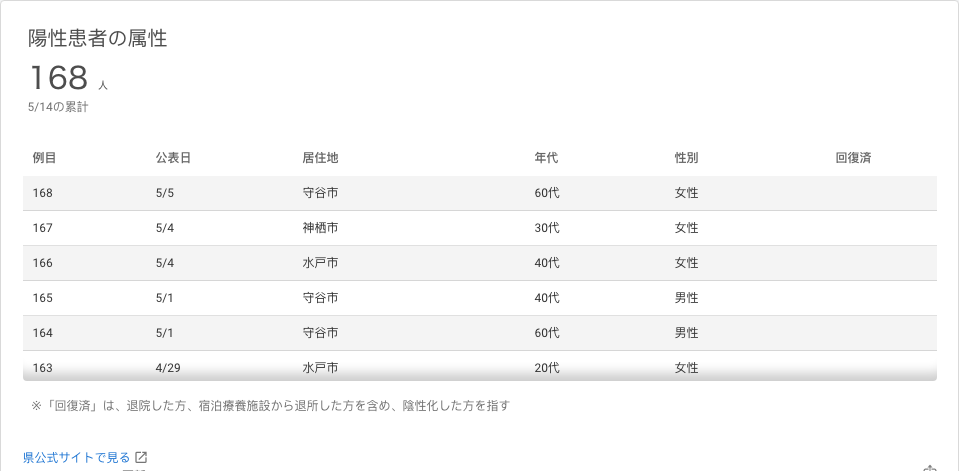 陽性患者の属性
168 人
5/14の累計
例目 公表日 居住地 年代 性別 回復済
168 5/5 守谷市 60代 女性
167 5/4 神栖市 30代 女性
166 5/4 水戸市 40代 女性
165 5/1 守谷市 40代 男性
164 5/1 守谷市 60代 男性
163 4/29 水戸市 20代 女性
※「回復済」は、退院した方、宿泊療養施設から退所した方を含め、陰性化した方を指す
県公式サイトで見る